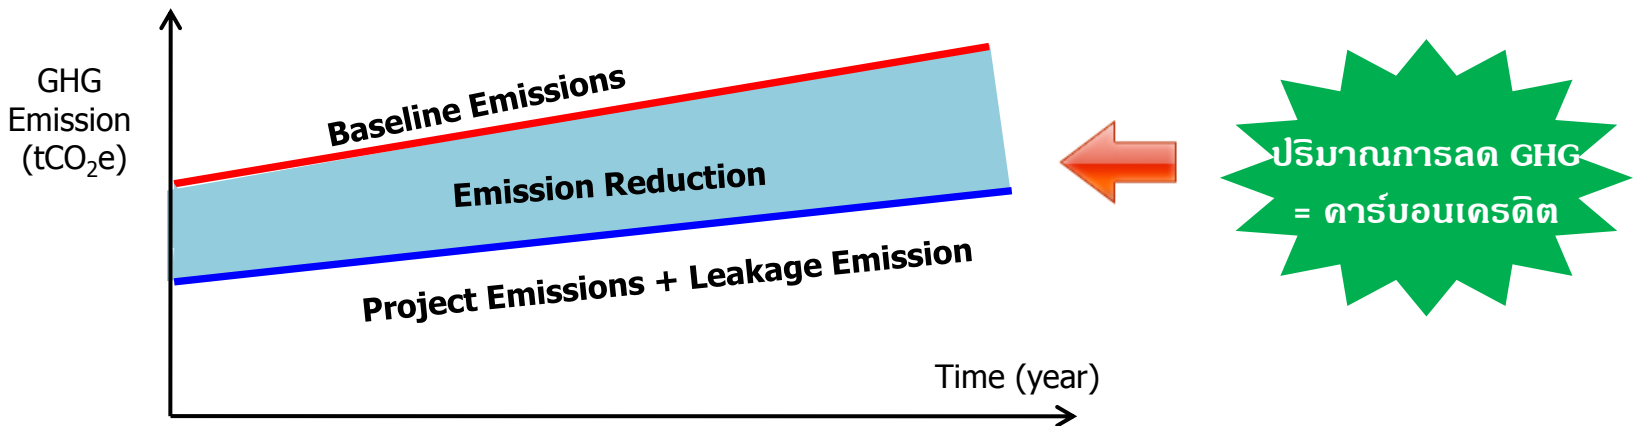 GHG
Emission
(tCO₂e)
Baseline Emissions
Emission Reduction
Project Emissions + Leakage Emission
Time (year)
ปริมาณการลด GHG
= คาร์บอนเครดิต